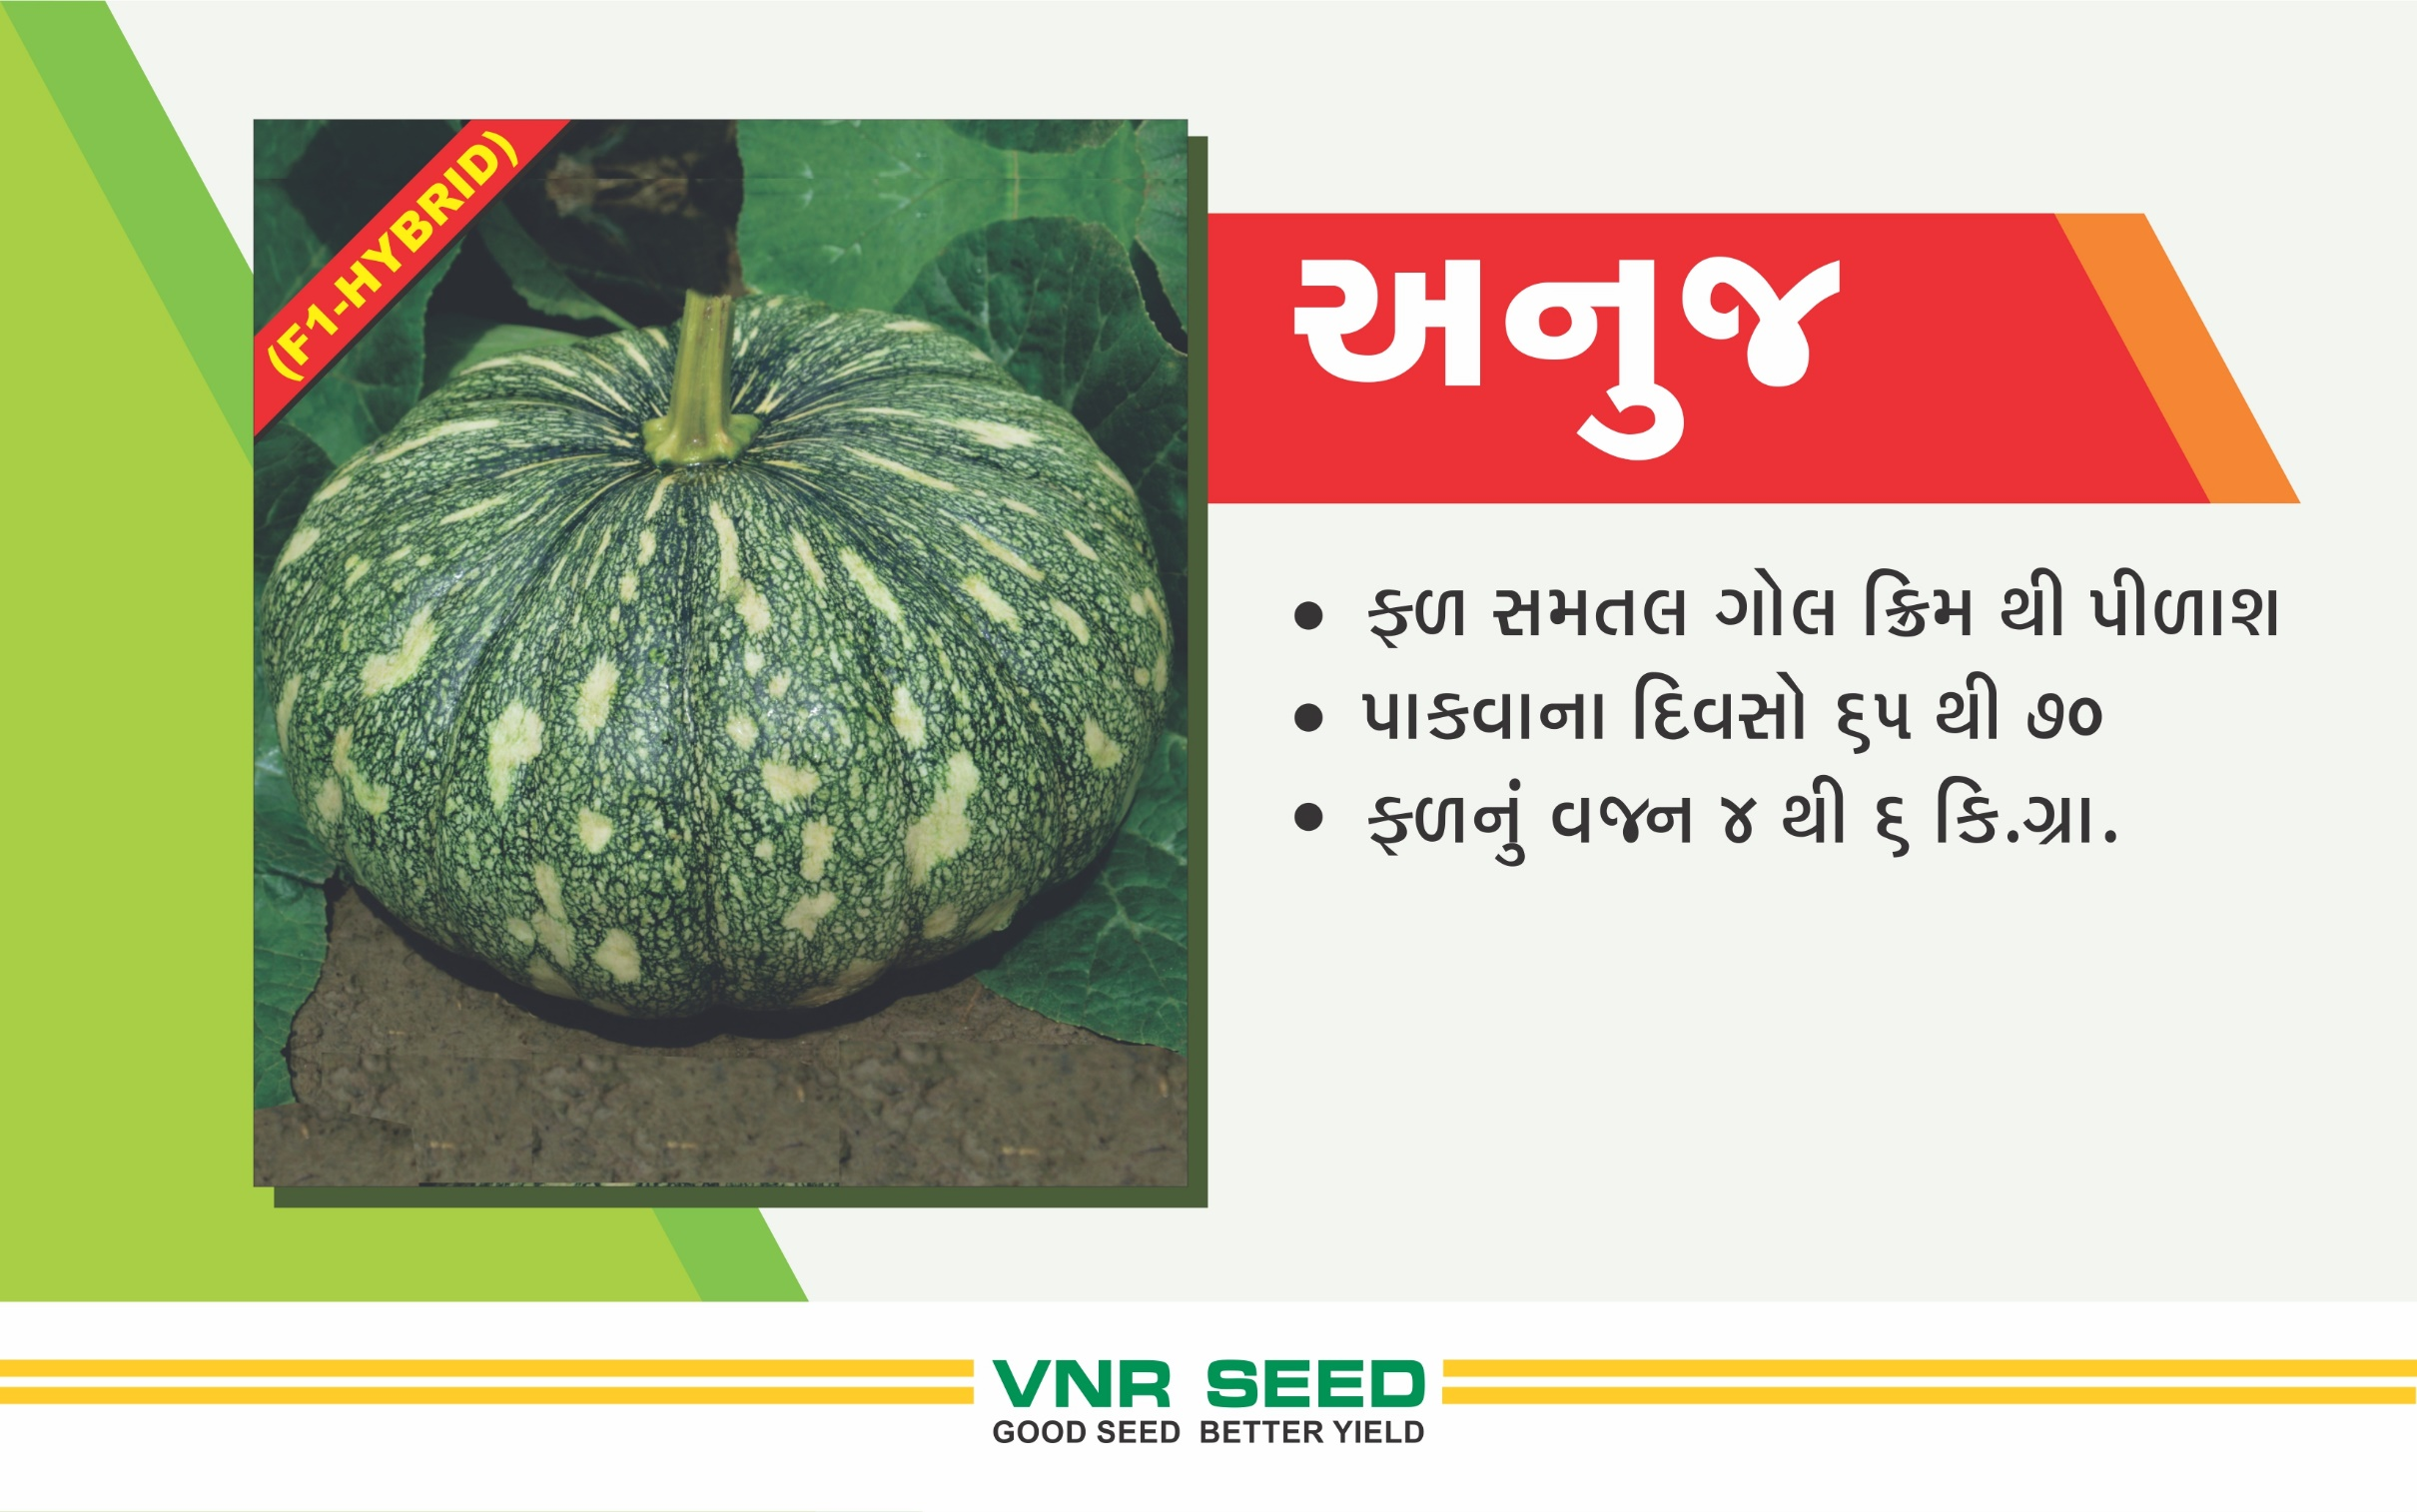 (F1-HYBRID)
અનુજ
• ફળ સમતલ ગોલ ક્રિમ થી પીળાશ
• પાકવાના દિવસો ૬૫ થી ૭૦
• ફળનું વજન ૪ થી ૬ કિ.ગ્રા.
VNR SEED
GOOD SEED BETTER YIELD